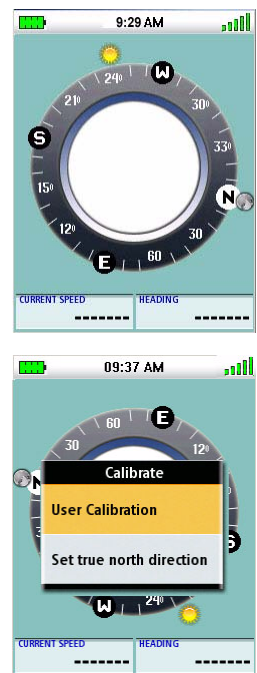 9:29 AM
W
240
210
300
S
330
150
N
120
30
E
60
CURRENT SPEED HEADING
------- -------
09:37 AM
60 E
30 120
Calibrate
N
User Calibration
Set true north direction
S
W 240
CURRENT SPEED HEADING
------- -------